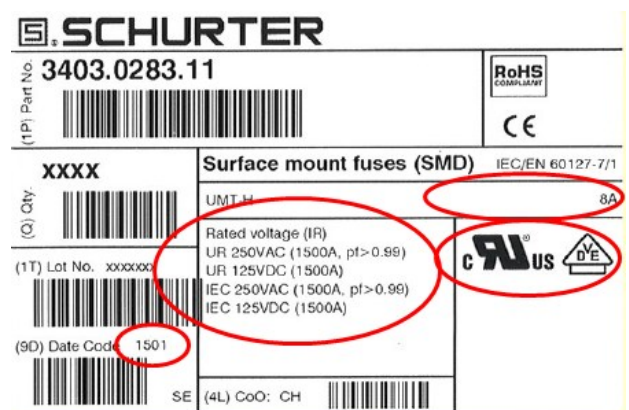 S.SCHURTER
(1P) Part No.
3403.0283.11
RoHS
COMPLIANT
CE
(Q) Qty.
XXXX
Surface mount fuses (SMD)
IEC/EN 60127-7/1
UMT-H
8A
Rated voltage (IR)
UR 250VAC (1500A, pf>0.99)
UR 125VDC (1500A)
IEC 250VAC (1500A, pf>0.99)
IEC 125VDC (1500A)
C RU ® US
DVE
(1T) Lot No. xxxxxxx
(9D) Date Code 1501
SE
(4L) CoO: CH